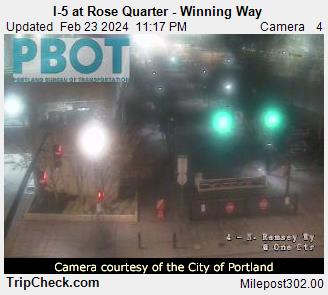 I-5 at Rose Quarter - Winning Way
Updated Feb 23 2024 11:17 PM Camera 4
PBOT
PORTLAND BUREAU OF TRANSPORTATION
4 - N. Ramsey Wy
@ One Ctr
Camera courtesy of the City of Portland
TripCheck.com Milepost302.00